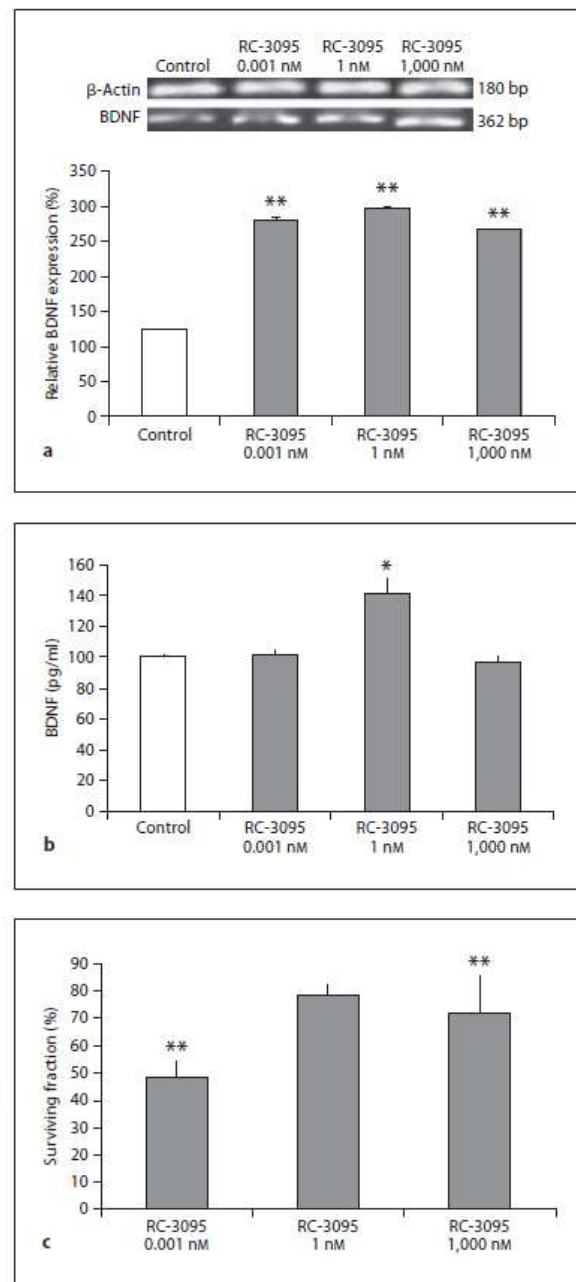 Control RC-3095 0.001 nM RC-3095 1 nM RC-3095 1,000 nM
β-Actin 180 bp
BDNF 362 bp
Relative BDNF expression (%)
350
300
250
200
150
100
50
0
** ** **
Control RC-3095 0.001 nM RC-3095 1 nM RC-3095 1,000 nM
a
BDNF (pg/ml)
160
140
120
100
80
60
40
20
0
*
Control RC-3095 0.001 nM RC-3095 1 nM RC-3095 1,000 nM
b
Surviving fraction (%)
90
80
70
60
50
40
30
20
10
0
** **
RC-3095 0.001 nM RC-3095 1 nM RC-3095 1,000 nM
c